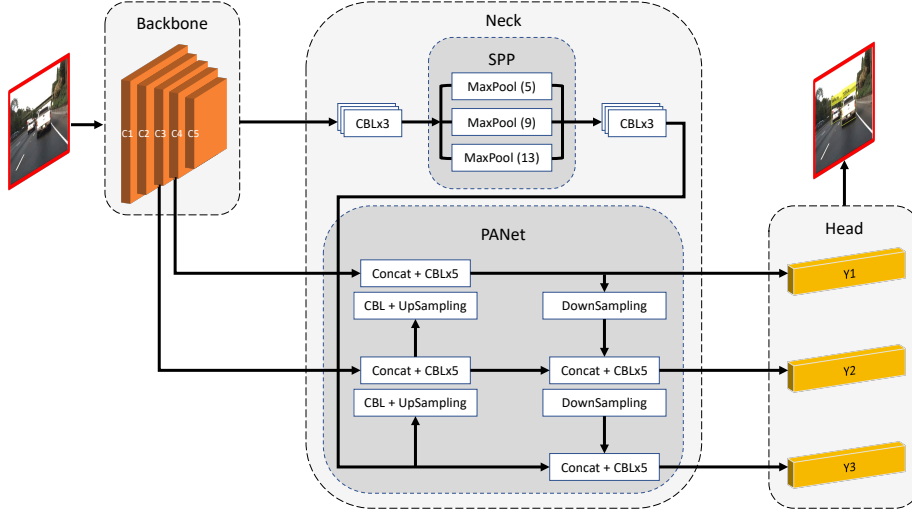 Backbone
C1
C2
C3
C4
C5
Neck
CBLx3
SPP
MaxPool (5)
MaxPool (9)
MaxPool (13)
CBLx3
PANet
Concat + CBLx5
CBL + UpSampling
DownSampling
Concat + CBLx5
Concat + CBLx5
CBL + UpSampling
DownSampling
Concat + CBLx5
Head
Y1
Y2
Y3